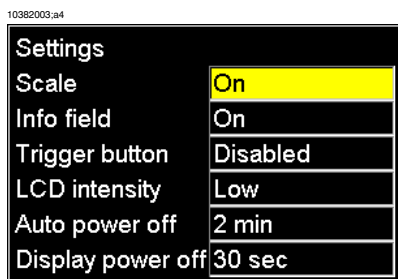 10382003;a4
Settings
Scale On
Info field On
Trigger button Disabled
LCD intensity Low
Auto power off 2 min
Display power off 30 sec